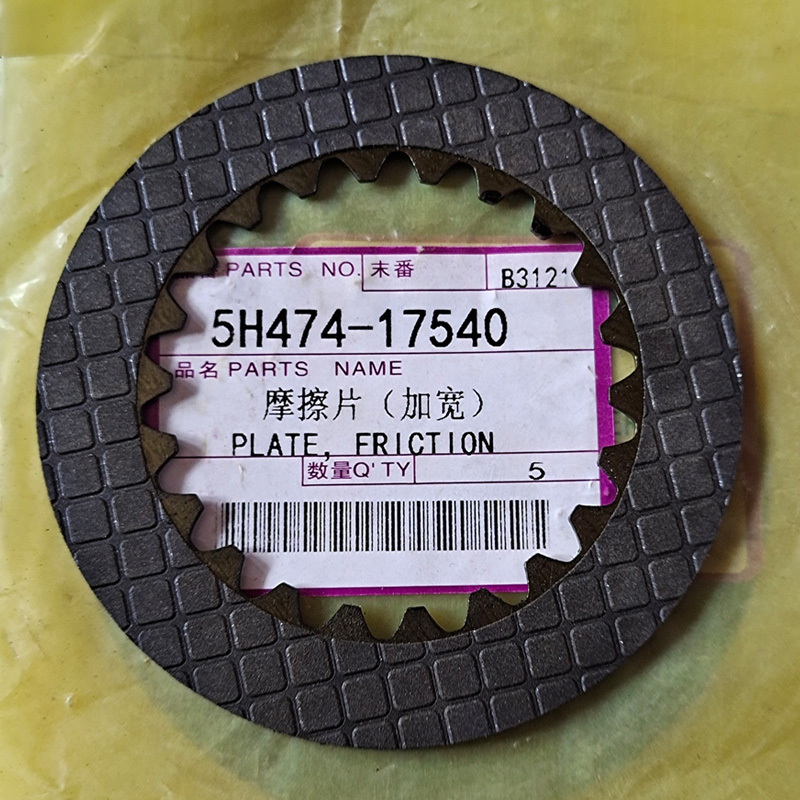 PARTS NO. 末番 B3121
5H474-17540
品名 PARTS NAME
摩擦片（加宽）
PLATE, FRICTION
数量Q'TY 5